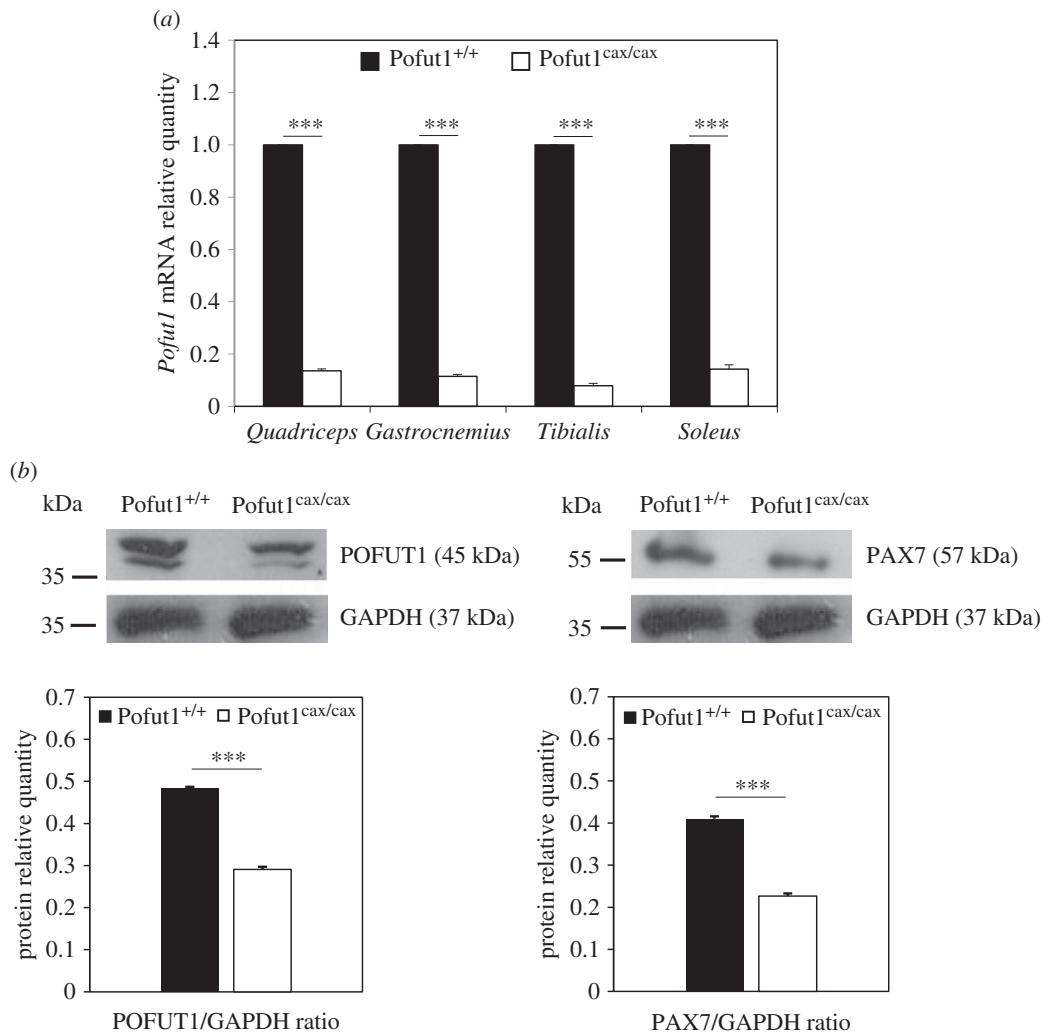 (a)
1.4
Pofut1+/+ Pofut1cax/cax
1.2
*** *** *** ***
1.0
0.8
0.6
0.4
0.2
0
Pofut1 mRNA relative quantity
Quadriceps Gastrocnemius Tibialis Soleus
(b)
kDa Pofut1+/+ Pofut1cax/cax
POFUT1 (45 kDa)
35
35 GAPDH (37 kDa)
kDa Pofut1+/+ Pofut1cax/cax
55 PAX7 (57 kDa)
35 GAPDH (37 kDa)
0.7
Pofut1+/+ Pofut1cax/cax
0.6
***
0.5
0.4
0.3
0.2
0.1
0
protein relative quantity
POFUT1/GAPDH ratio
0.7
Pofut1+/+ Pofut1cax/cax
0.6
0.5
***
0.4
0.3
0.2
0.1
0
protein relative quantity
PAX7/GAPDH ratio